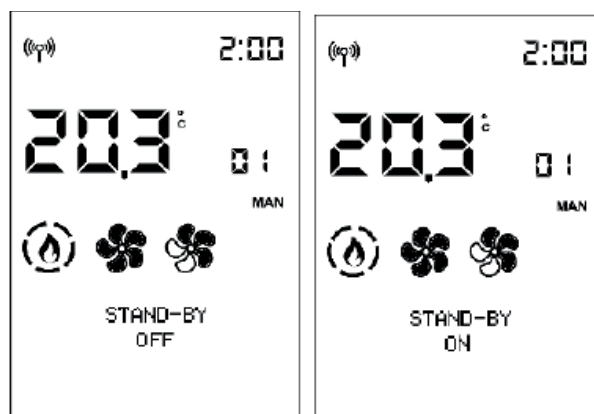 2:00
20.3 °C
01
MAN
STAND-BY
OFF
2:00
20.3 °C
01
MAN
STAND-BY
ON